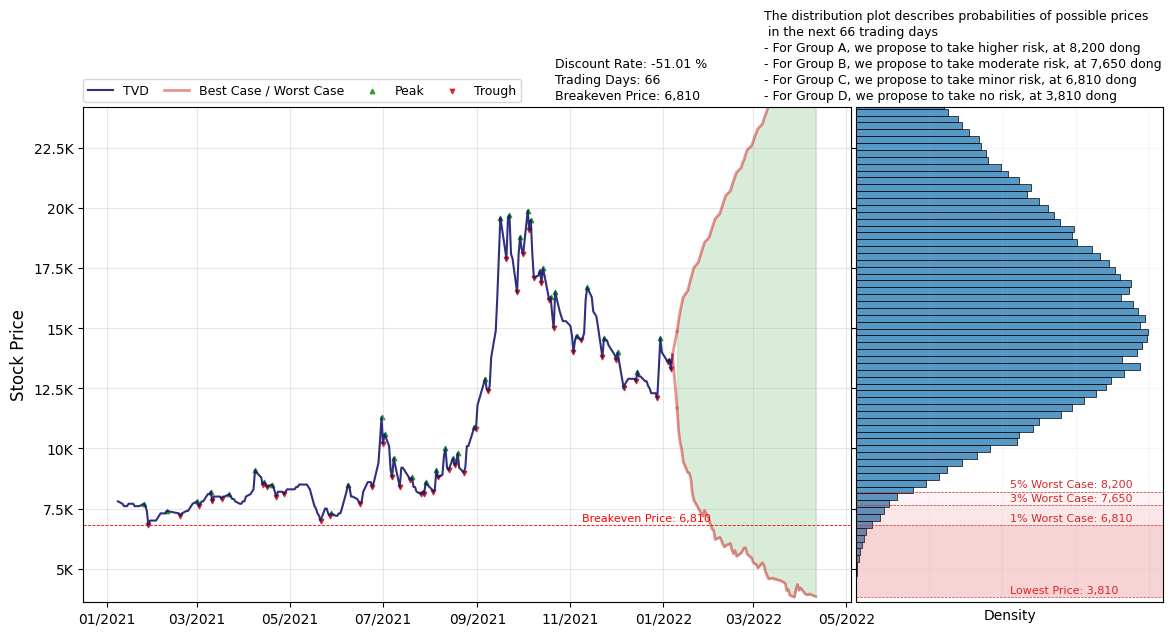 The distribution plot describes probabilities of possible prices
in the next 66 trading days
- For Group A, we propose to take higher risk, at 8,200 dong
- For Group B, we propose to take moderate risk, at 7,650 dong
- For Group C, we propose to take minor risk, at 6,810 dong
- For Group D, we propose to take no risk, at 3,810 dong
Discount Rate: -51.01 %
Trading Days: 66
Breakeven Price: 6,810
TVD
Best Case / Worst Case
Peak
Trough
Stock Price
22.5K
20K
17.5K
15K
12.5K
10K
7.5K
5K
Breakeven Price: 6,810
5% Worst Case: 8,200
3% Worst Case: 7,650
1% Worst Case: 6,810
Lowest Price: 3,810
01/2021
03/2021
05/2021
07/2021
09/2021
11/2021
01/2022
03/2022
05/2022
Density